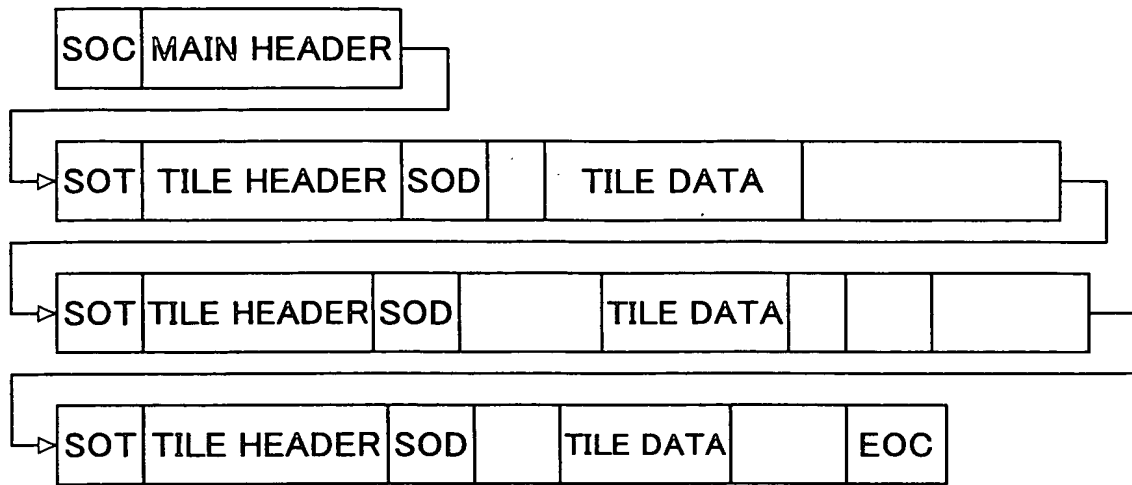 SOC MAIN HEADER
SOT TILE HEADER SOD TILE DATA
SOT TILE HEADER SOD TILE DATA
SOT TILE HEADER SOD TILE DATA EOC